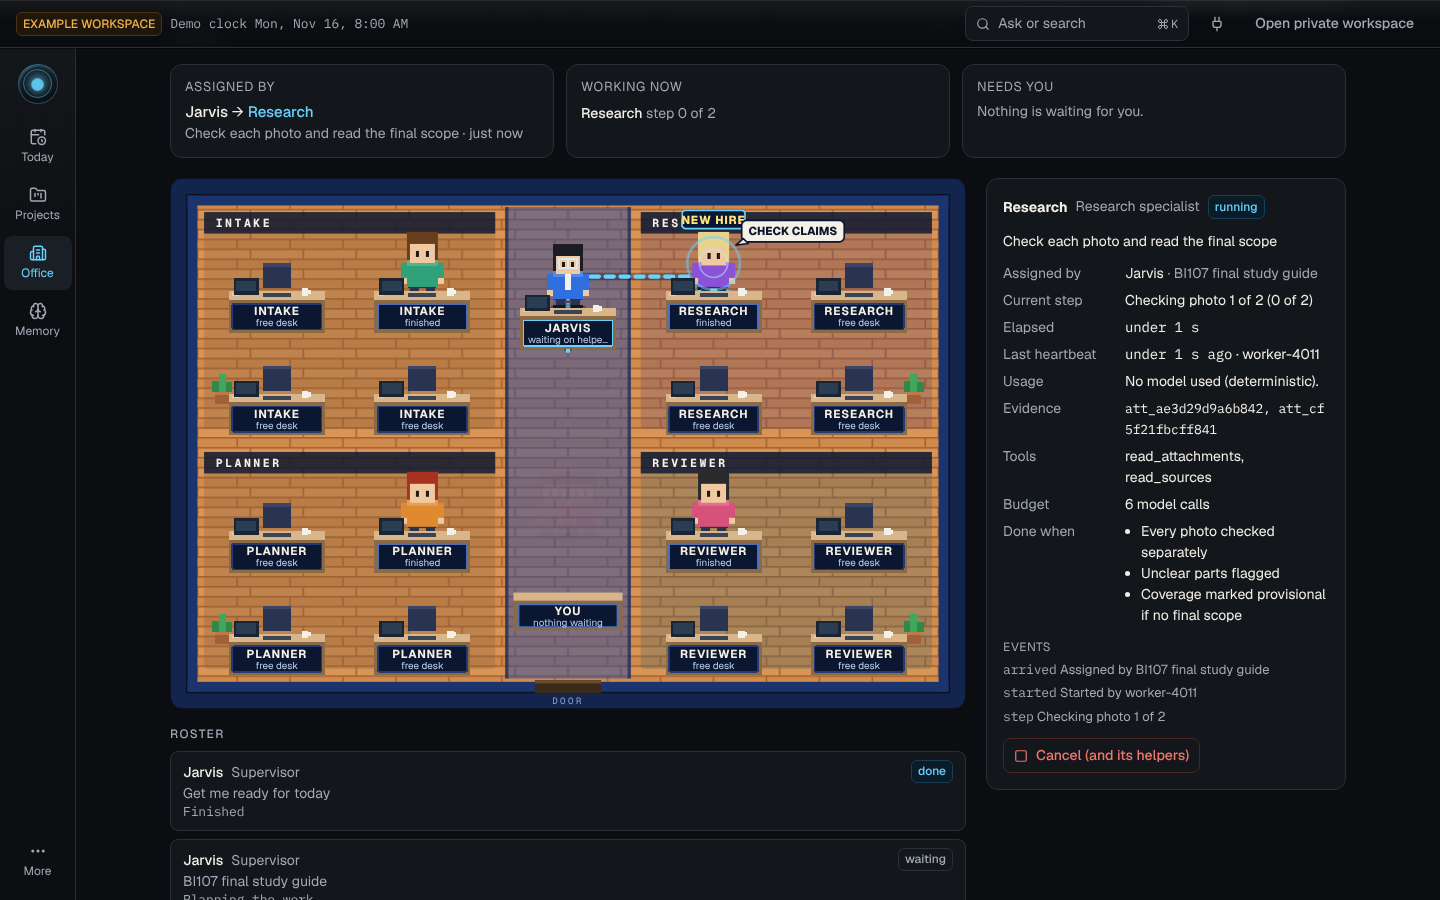 EXAMPLE WORKSPACE Demo clock Mon, Nov 16, 8:00 AM
Ask or search ⌘K
Open private workspace
Today
Projects
Office
Memory
More
ASSIGNED BY
Jarvis → Research
Check each photo and read the final scope · just now
WORKING NOW
Research step 0 of 2
NEEDS YOU
Nothing is waiting for you.
INTAKE
INTAKE
free desk
INTAKE
finished
INTAKE
free desk
INTAKE
free desk
JARVIS
waiting on helpe…
RES
NEW HIRE
CHECK CLAIMS
RESEARCH
finished
RESEARCH
free desk
RESEARCH
free desk
RESEARCH
free desk
PLANNER
PLANNER
free desk
PLANNER
finished
PLANNER
free desk
PLANNER
free desk
YOU
nothing waiting
REVIEWER
REVIEWER
finished
REVIEWER
free desk
REVIEWER
free desk
REVIEWER
free desk
DOOR
ROSTER
Jarvis Supervisor
done
Get me ready for today
Finished
Jarvis Supervisor
waiting
BI107 final study guide
Planning the work
Research Research specialist running
Check each photo and read the final scope
Assigned by Jarvis · BI107 final study guide
Current step Checking photo 1 of 2 (0 of 2)
Elapsed under 1 s
Last heartbeat under 1 s ago · worker-4011
Usage No model used (deterministic).
Evidence att_ae3d29d9a6b842, att_cf
5f21fbcff841
Tools read_attachments,
read_sources
Budget 6 model calls
Done when • Every photo checked
separately
• Unclear parts flagged
• Coverage marked provisional
if no final scope
EVENTS
arrived Assigned by BI107 final study guide
started Started by worker-4011
step Checking photo 1 of 2
Cancel (and its helpers)